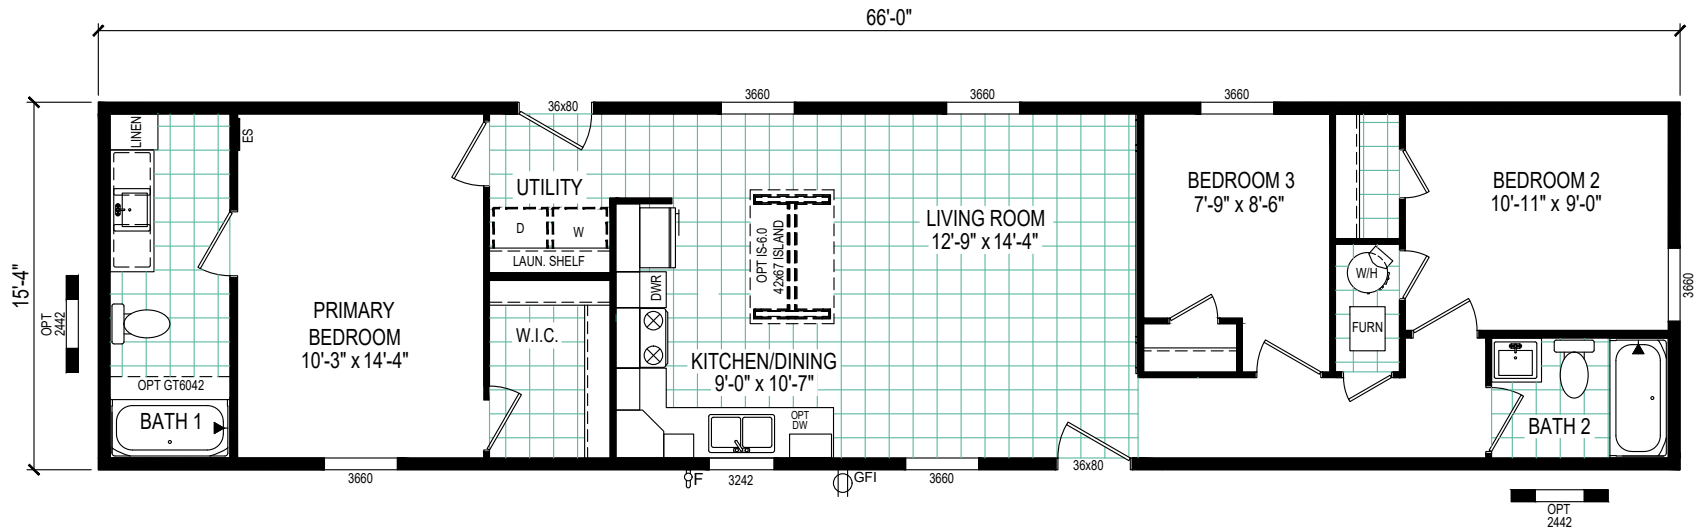 66'-0"
36x80
3660
3660
3660
15'-4"
LINEN
ES
UTILITY
D
W
LAUN. SHELF
OPT IS-6.0
42x67 ISLAND
LIVING ROOM
12'-9" x 14'-4"
BEDROOM 3
7'-9" x 8'-6"
BEDROOM 2
10'-11" x 9'-0"
3660
W/H
FURN
OPT
2442
PRIMARY
BEDROOM
10'-3" x 14'-4"
W.I.C.
DWR
KITCHEN/DINING
9'-0" x 10'-7"
OPT GT6042
BATH 1
OPT
DW
BATH 2
3660
F
3242
GFI
3660
36x80
OPT
2442